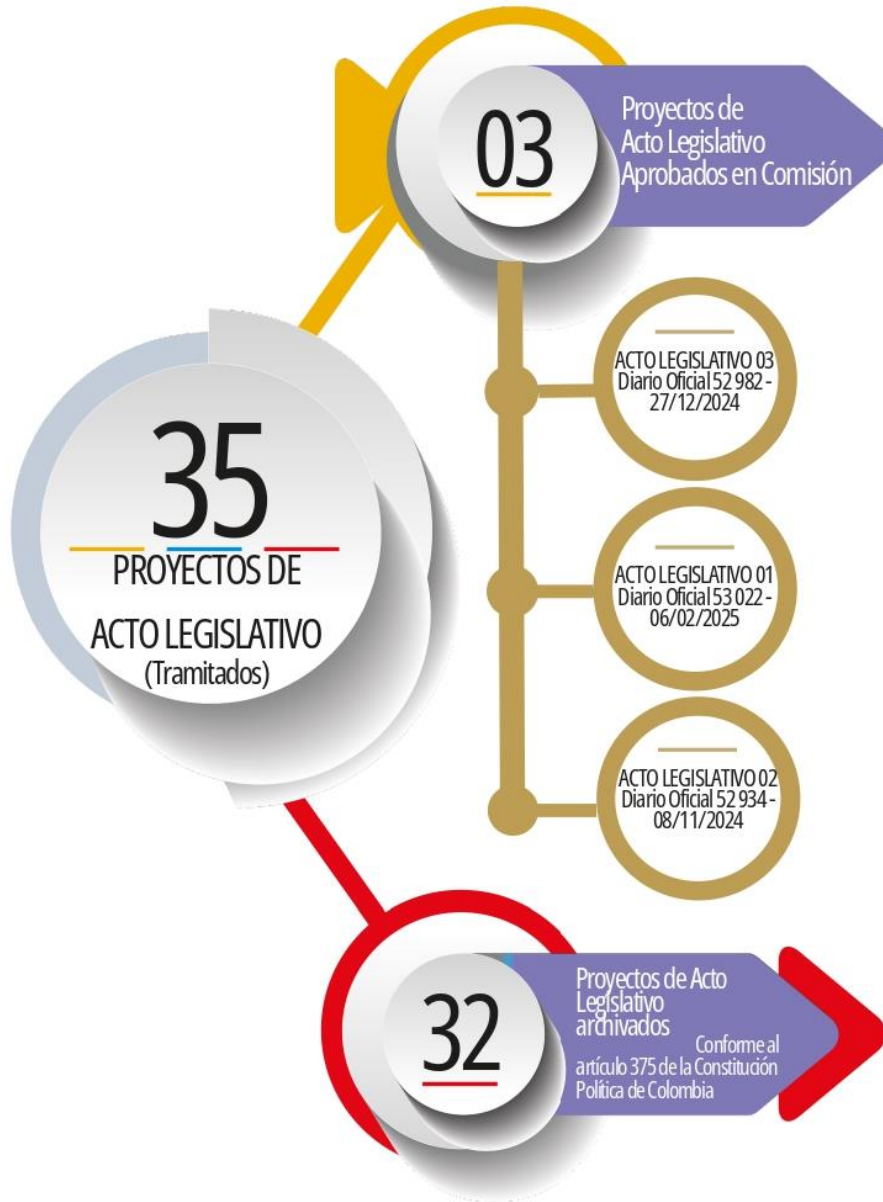 03
Proyectos de
Acto Legislativo
Aprobados en Comisión
ACTO LEGISLATIVO 03
Diario Oficial 52 982 -
27/12/2024
35
PROYECTOS DE
ACTO LEGISLATIVO
(Tramitados)
ACTO LEGISLATIVO 01
Diario Oficial 53 022 -
06/02/2025
ACTO LEGISLATIVO 02
Diario Oficial 52 934 -
08/11/2024
32
Proyectos de Acto
Legislativo
archivados
Conforme al
artículo 375 de la Constitución
Política de Colombia